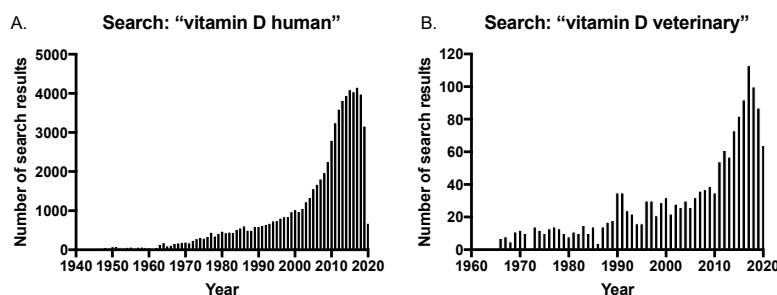 A.
Search: “vitamin D human”
Number of search results
5000
4000
3000
2000
1000
0
1940 1950 1960 1970 1980 1990 2000 2010 2020
Year
B.
Search: “vitamin D veterinary”
Number of search results
120
100
80
60
40
20
0
1960 1970 1980 1990 2000 2010 2020
Year